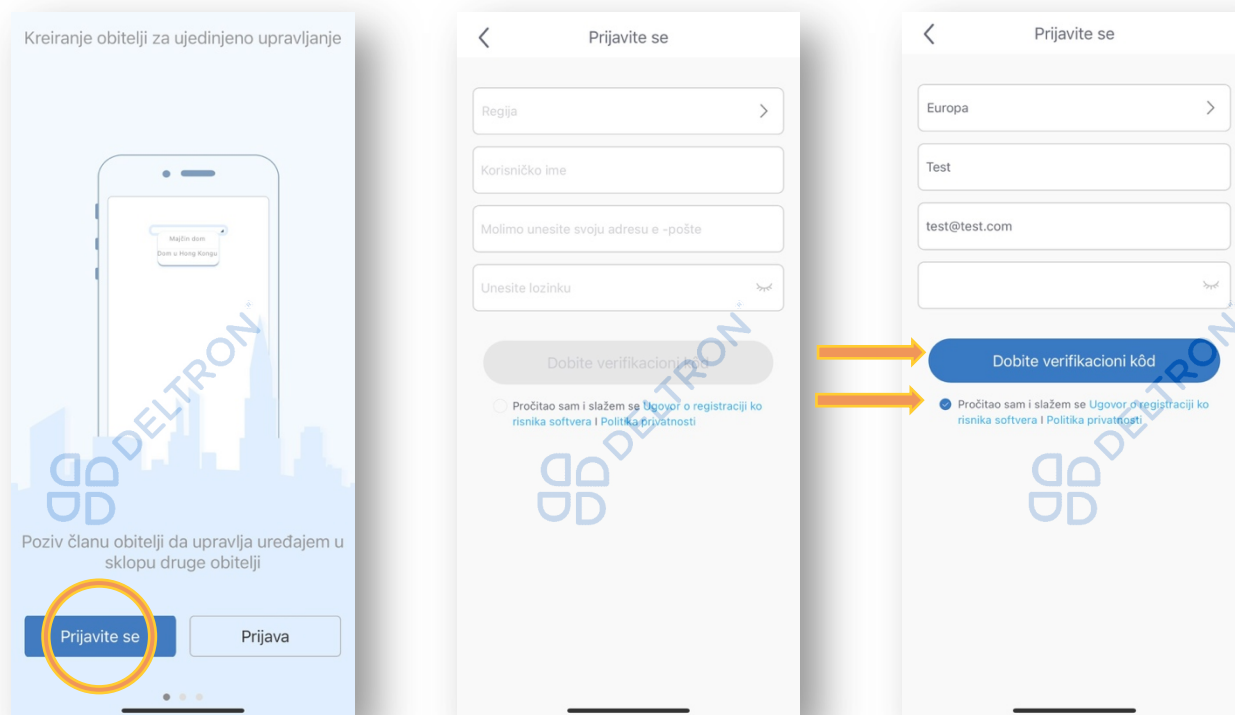 Kreiranje obitelji za ujedinjeno upravljanje
Majčin dom
Dom u Hong Kongu
DELTRON
Poziv članu obitelji da upravlja uređajem u
sklopu druge obitelji
Prijavite se
Prijava
Prijavite se
Regija
Korisničko ime
Molimo unesite svoju adresu e -pošte
Unesite lozinku
Dobite verifikacioni kôd
Pročitao sam i slažem se Ugovor o registraciji ko
risnika softvera I Politika privatnosti
DELTRON
Prijavite se
Europa
Test
test@test.com
Dobite verifikacioni kôd
Pročitao sam i slažem se Ugovor o registraciji ko
risnika softvera I Politika privatnosti
DELTRON